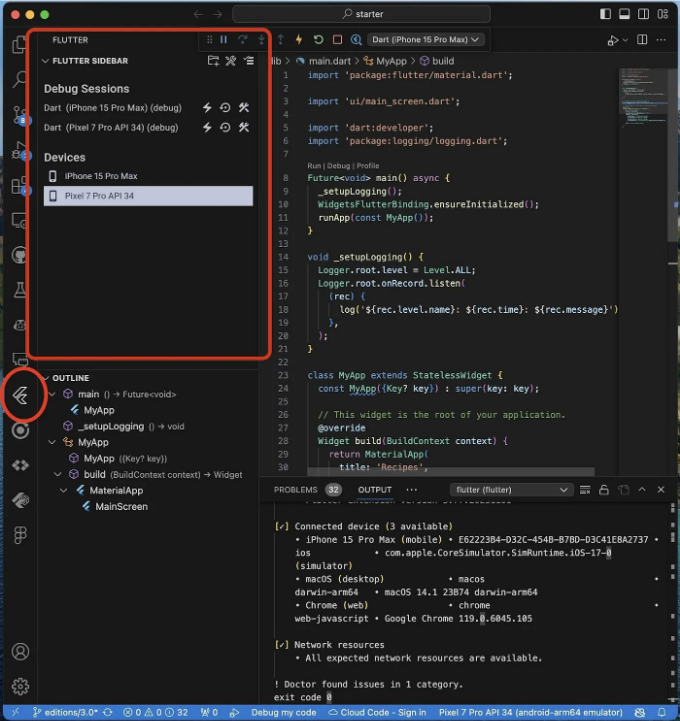 starter
FLUTTER
Dart (iPhone 15 Pro Max)
FLUTTER SIDEBAR
Debug Sessions
Dart (iPhone 15 Pro Max) (debug)
Dart (Pixel 7 Pro API 34) (debug)
Devices
iPhone 15 Pro Max
Pixel 7 Pro API 34
OUTLINE
main () → Future<void>
MyApp
_setupLogging () → void
MyApp
MyApp ({Key? key})
build (BuildContext context) → Widget
MaterialApp
MainScreen
lib > main.dart > MyApp > build
1 import 'package:flutter/material.dart';
2
3 import 'ui/main_screen.dart';
4
5 import 'dart:developer';
6 import 'package:logging/logging.dart';
7
Run | Debug | Profile
8 Future<void> main() async {
9 _setupLogging();
10 WidgetsFlutterBinding.ensureInitialized();
11 runApp(const MyApp());
12 }
13
14 void _setupLogging() {
15 Logger.root.level = Level.ALL;
16 Logger.root.onRecord.listen(
17 (rec) {
18 log('${rec.level.name}: ${rec.time}: ${rec.message}')
19 },
20 );
21 }
22
23 class MyApp extends StatelessWidget {
24 const MyApp({Key? key}) : super(key: key);
25
26 // This widget is the root of your application.
27 @override
28 Widget build(BuildContext context) {
29 return MaterialApp(
30 title: 'Recipes',
PROBLEMS 32 OUTPUT ... flutter (flutter)
[✓] Connected device (3 available)
• iPhone 15 Pro Max (mobile) • E62223B4-D32C-454B-B7BD-D3C41E8A2737 •
ios • com.apple.CoreSimulator.SimRuntime.iOS-17-0
(simulator)
• macOS (desktop) • macos •
darwin-arm64 • macOS 14.1 23B74 darwin-arm64
• Chrome (web) • chrome •
web-javascript • Google Chrome 119.0.6045.105
[✓] Network resources
• All expected network resources are available.
! Doctor found issues in 1 category.
exit code 0
editions/3.0* 0 0 32 0 Debug my code Cloud Code - Sign in Pixel 7 Pro API 34 (android-arm64 emulator)